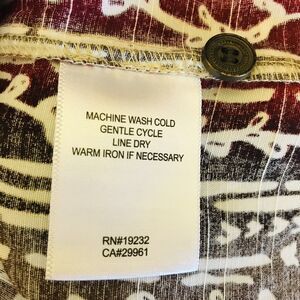 MACHINE WASH COLD
GENTLE CYCLE
LINE DRY
WARM IRON IF NECESSARY
RN#19232
CA#29961